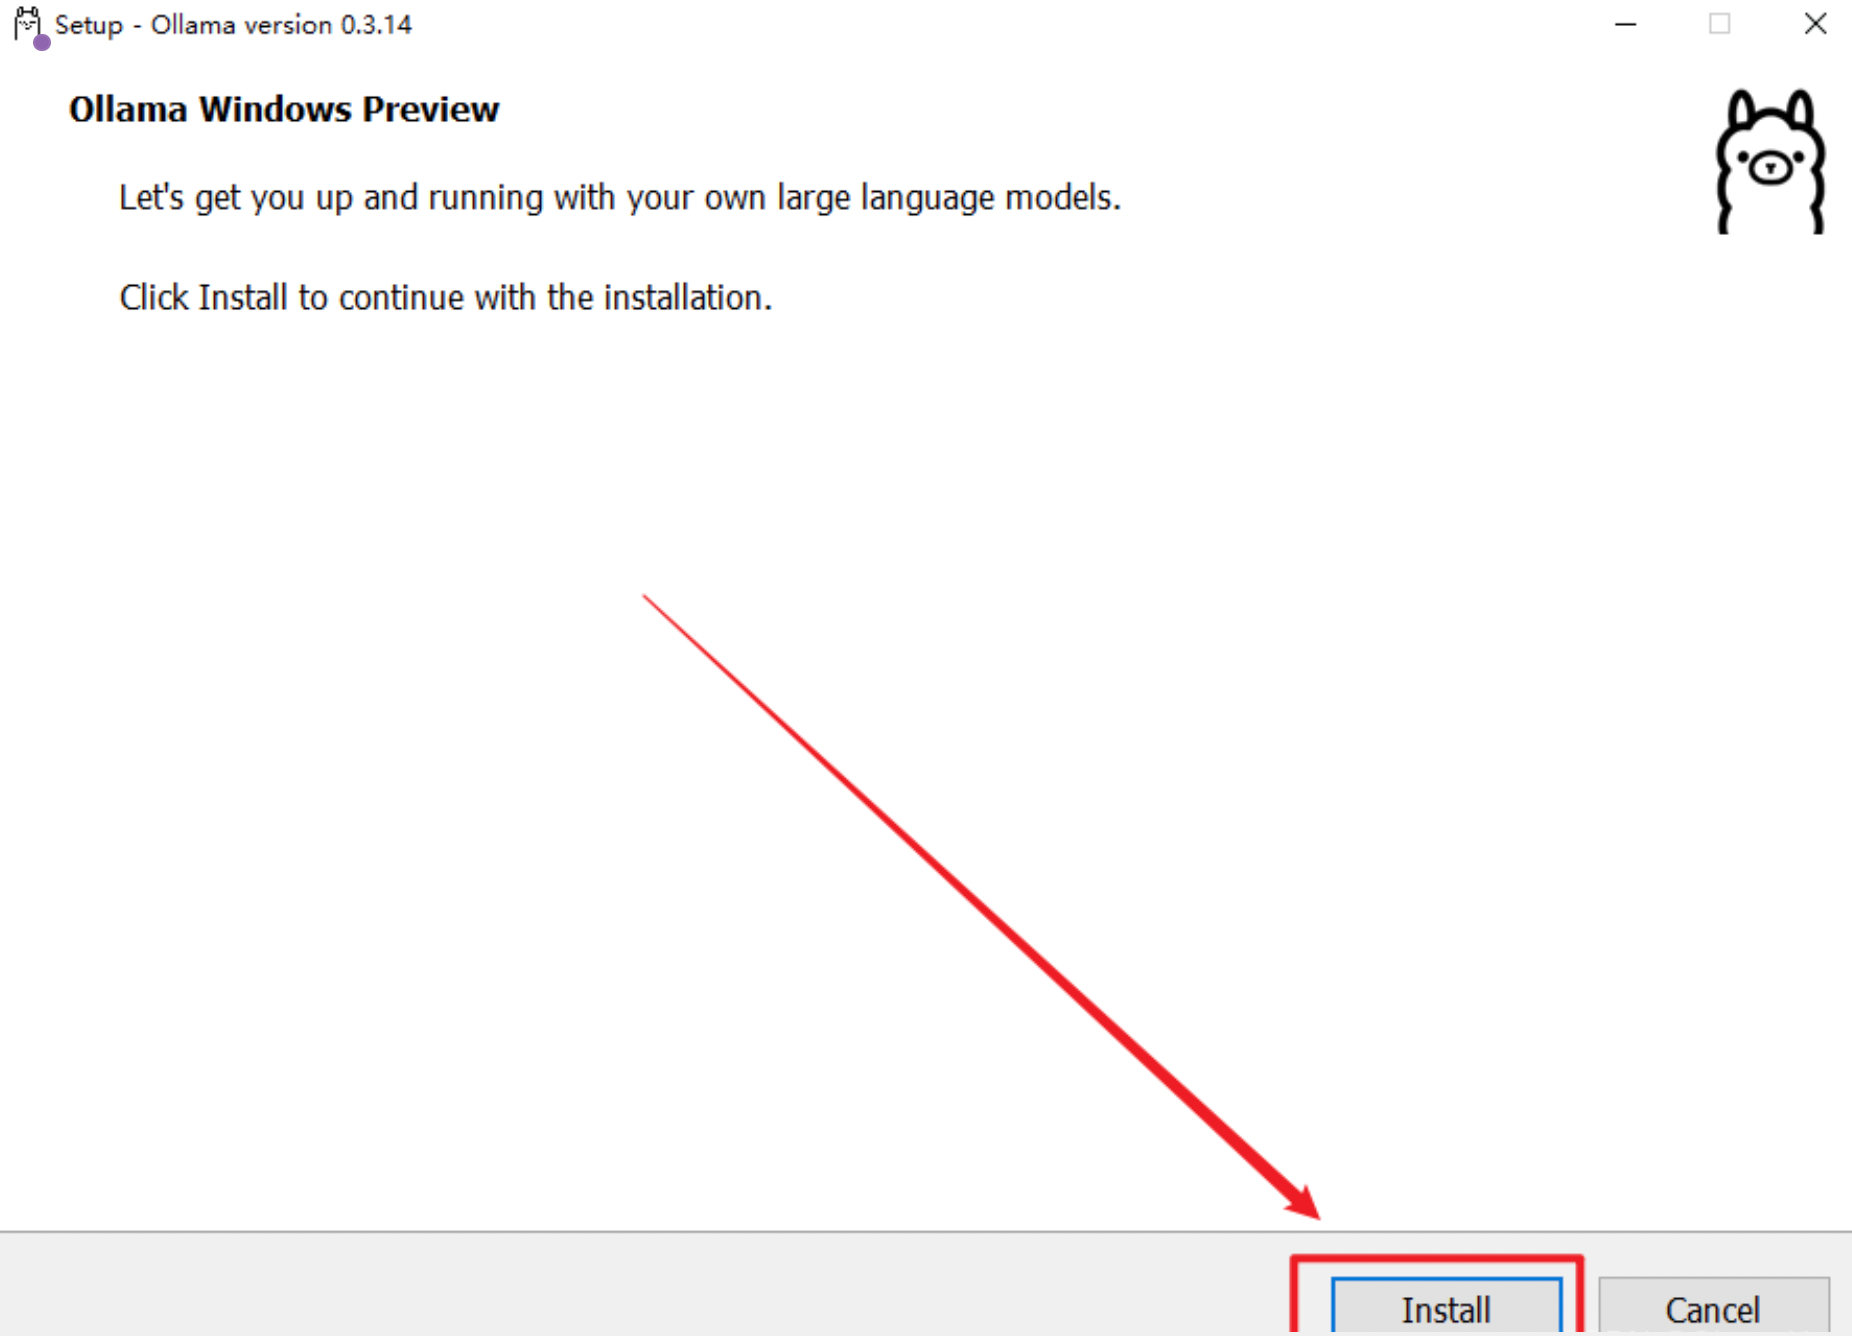 Setup - Ollama version 0.3.14
Ollama Windows Preview
Let's get you up and running with your own large language models.
Click Install to continue with the installation.
Install
Cancel